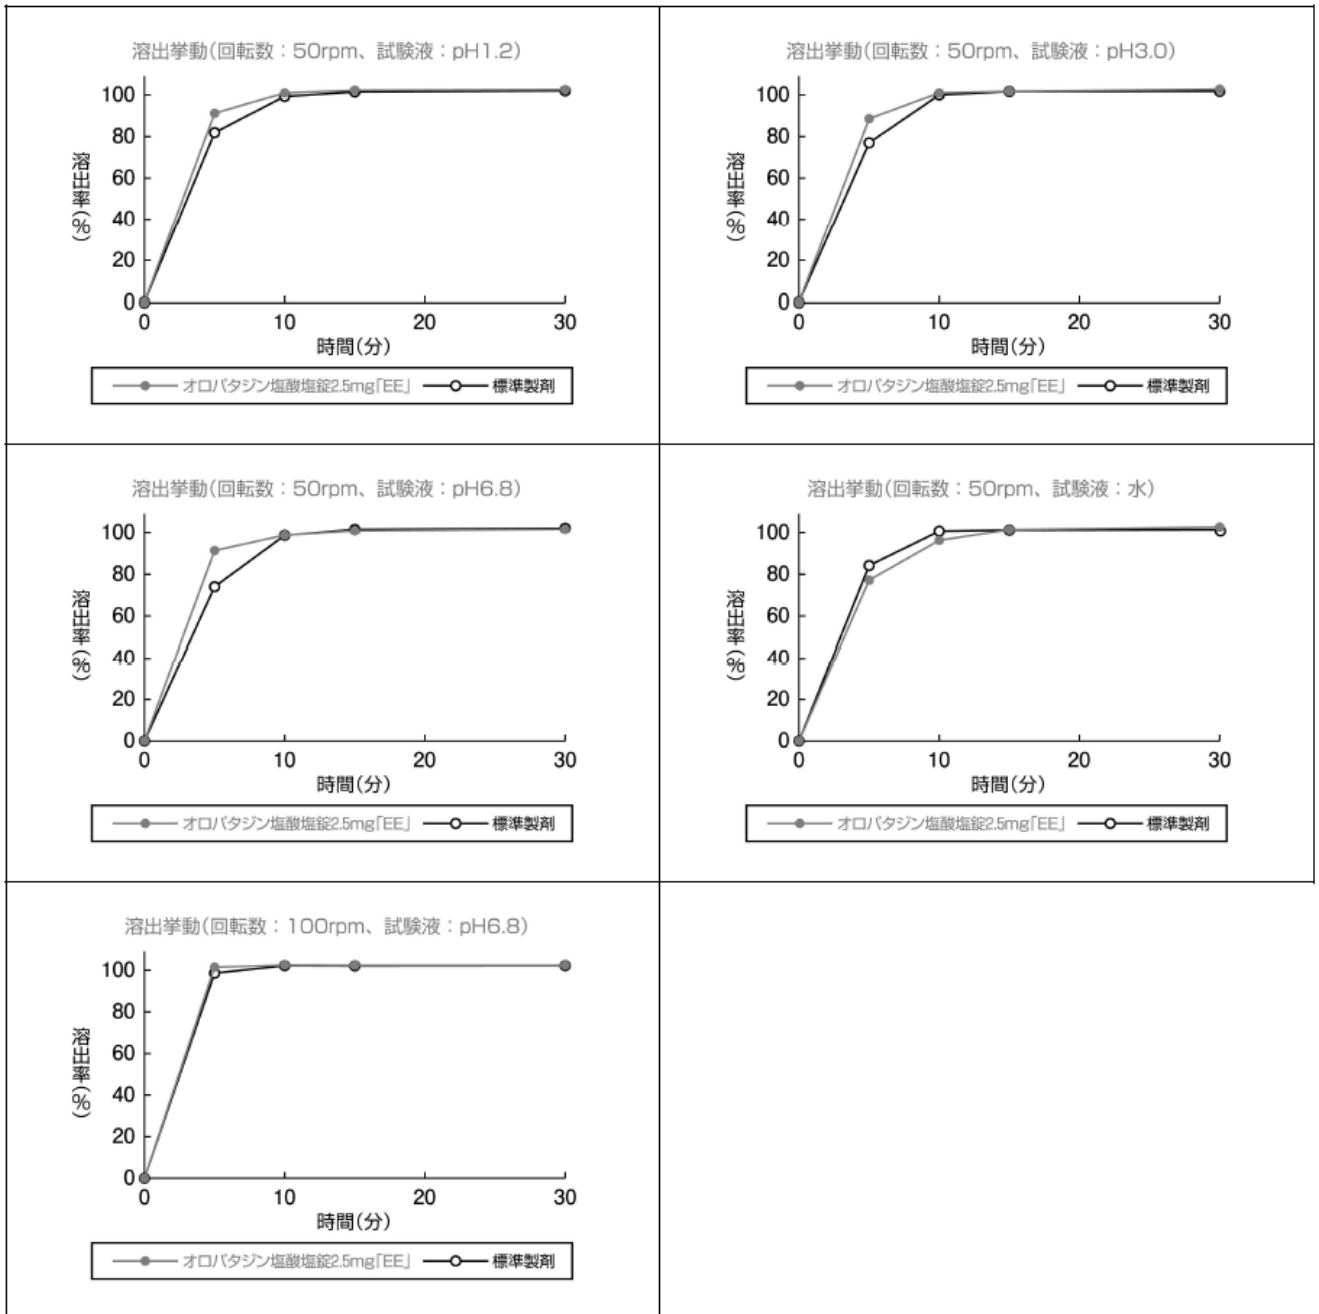 溶出挙動(回転数：50rpm、試験液：pH1.2)
100
80
60
40
20
0
溶出率(%)
0 10 20 30
時間(分)
オロパタジン塩酸塩錠2.5mg「EE」 標準製剤
溶出挙動(回転数：50rpm、試験液：pH3.0)
100
80
60
40
20
0
溶出率(%)
0 10 20 30
時間(分)
オロパタジン塩酸塩錠2.5mg「EE」 標準製剤
溶出挙動(回転数：50rpm、試験液：pH6.8)
100
80
60
40
20
0
溶出率(%)
0 10 20 30
時間(分)
オロパタジン塩酸塩錠2.5mg「EE」 標準製剤
溶出挙動(回転数：50rpm、試験液：水)
100
80
60
40
20
0
溶出率(%)
0 10 20 30
時間(分)
オロパタジン塩酸塩錠2.5mg「EE」 標準製剤
溶出挙動(回転数：100rpm、試験液：pH6.8)
100
80
60
40
20
0
溶出率(%)
0 10 20 30
時間(分)
オロパタジン塩酸塩錠2.5mg「EE」 標準製剤